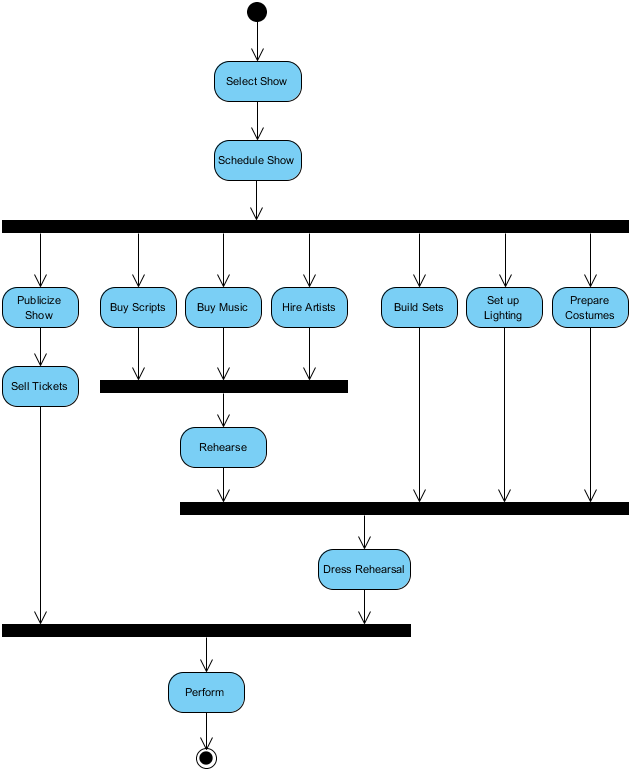 Select Show
Schedule Show
Publicize
Show
Buy Scripts
Buy Music
Hire Artists
Build Sets
Set up
Lighting
Prepare
Costumes
Sell Tickets
Rehearse
Dress Rehearsal
Perform